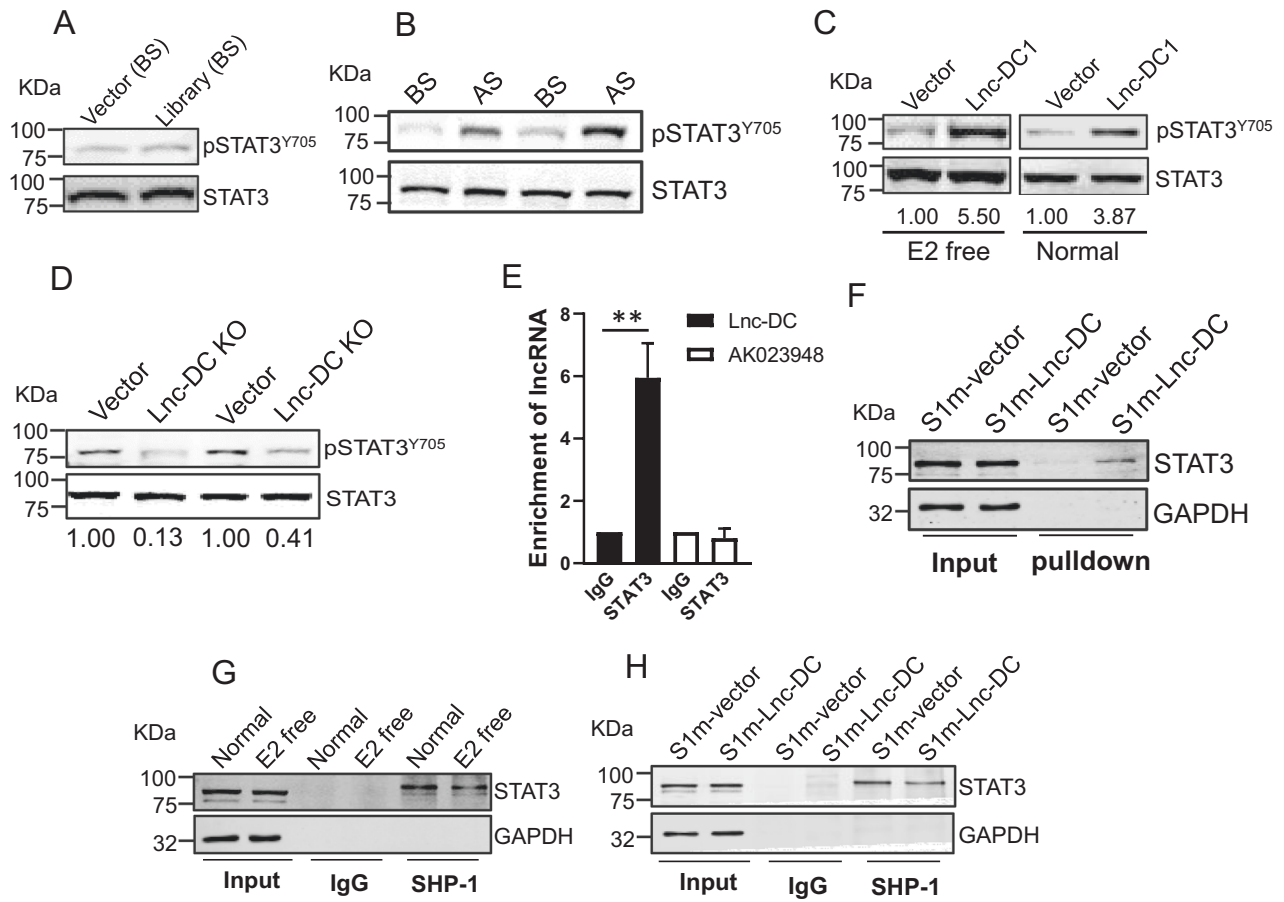 A
KDa
Vector (BS)
Library (BS)
100
75
pSTAT3Y705
100
75
STAT3
B
KDa
BS
AS
BS
AS
100
75
pSTAT3Y705
100
75
STAT3
C
KDa
Vector
Lnc-DC1
Vector
Lnc-DC1
100
75
pSTAT3Y705
100
75
STAT3
1.00 5.50 1.00 3.87
E2 free
Normal
D
KDa
Vector
Lnc-DC KO
Vector
Lnc-DC KO
100
75
pSTAT3Y705
100
75
STAT3
1.00 0.13 1.00 0.41
E
Enrichment of lncRNA
8
6
4
2
0
**
Lnc-DC
AK023948
IgG
STAT3
IgG
STAT3
F
KDa
S1m-vector
S1m-Lnc-DC
S1m-vector
S1m-Lnc-DC
100
75
STAT3
32
GAPDH
Input
pulldown
G
KDa
Normal
E2 free
Normal
E2 free
Normal
E2 free
100
75
STAT3
32
GAPDH
Input
IgG
SHP-1
H
KDa
S1m-vector
S1m-Lnc-DC
S1m-vector
S1m-Lnc-DC
S1m-vector
S1m-Lnc-DC
100
75
STAT3
32
GAPDH
Input
IgG
SHP-1